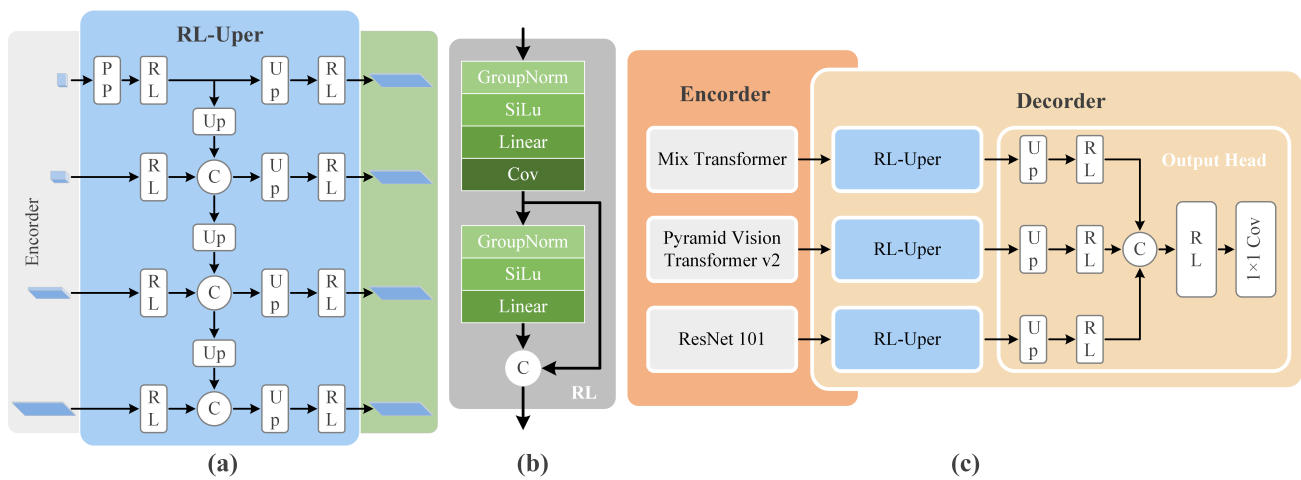 RL-Uper
Encorder
P P
R L
U p
R L
Up
R L
C
U p
R L
Up
R L
C
U p
R L
Up
R L
C
U p
R L
(a)
GroupNorm
SiLu
Linear
Cov
GroupNorm
SiLu
Linear
C
RL
(b)
Encorder
Decorder
Output Head
Mix Transformer
RL-Uper
U p
R L
Pyramid Vision
Transformer v2
RL-Uper
U p
R L
C
R L
1×1 Cov
ResNet 101
RL-Uper
U p
R L
(c)